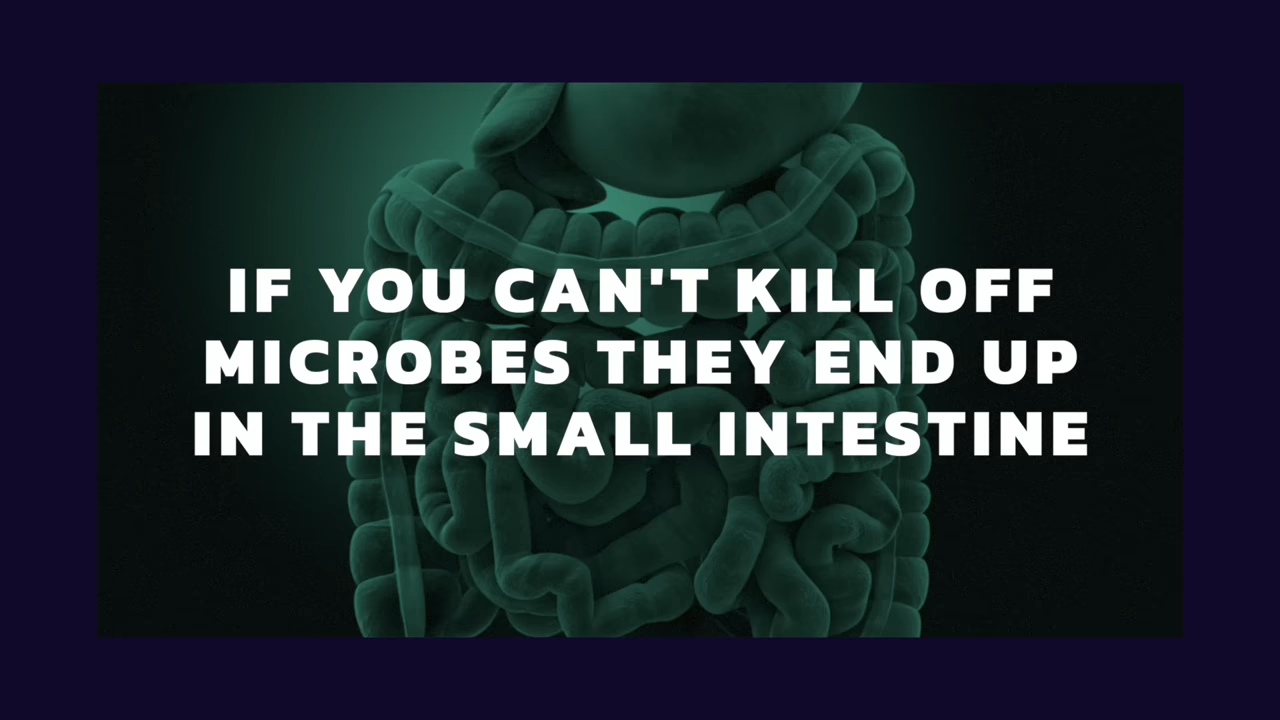 IF YOU CAN'T KILL OFF
MICROBES THEY END UP
IN THE SMALL INTESTINE